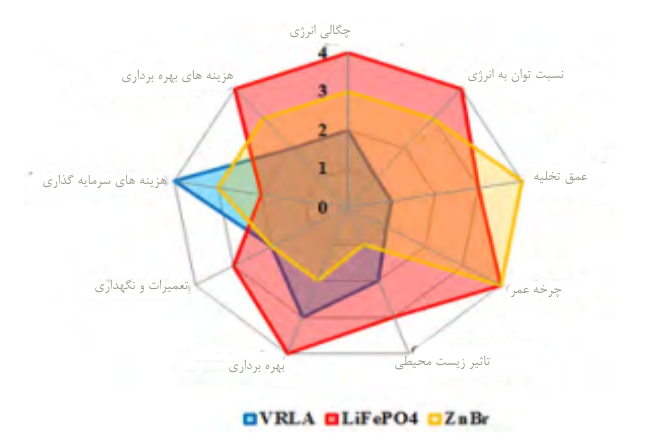 چگالی انرژی
نسبت توان به انرژی
هزینه های بهره برداری
عمق تخلیه
هزینه های سرمایه گذاری
چرخه عمر
تعمیرات و نگهداری
تاثیر زیست محیطی
بهره برداری
4
3
2
1
0
VRLA LiFePO4 ZnBr